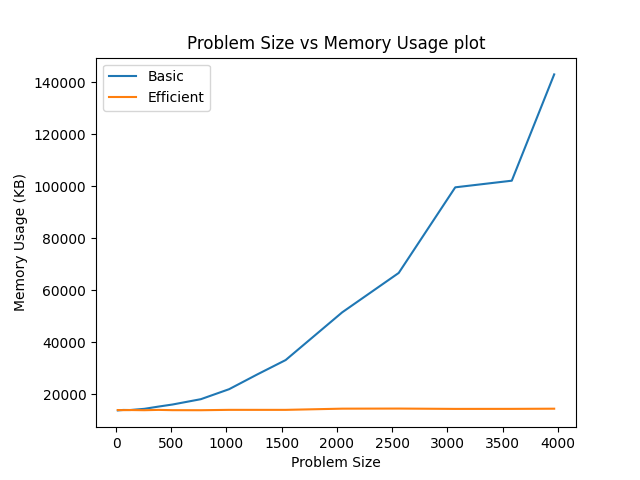 Problem Size vs Memory Usage plot
Basic
Efficient
Memory Usage (KB)
140000
120000
100000
80000
60000
40000
20000
0 500 1000 1500 2000 2500 3000 3500 4000
Problem Size